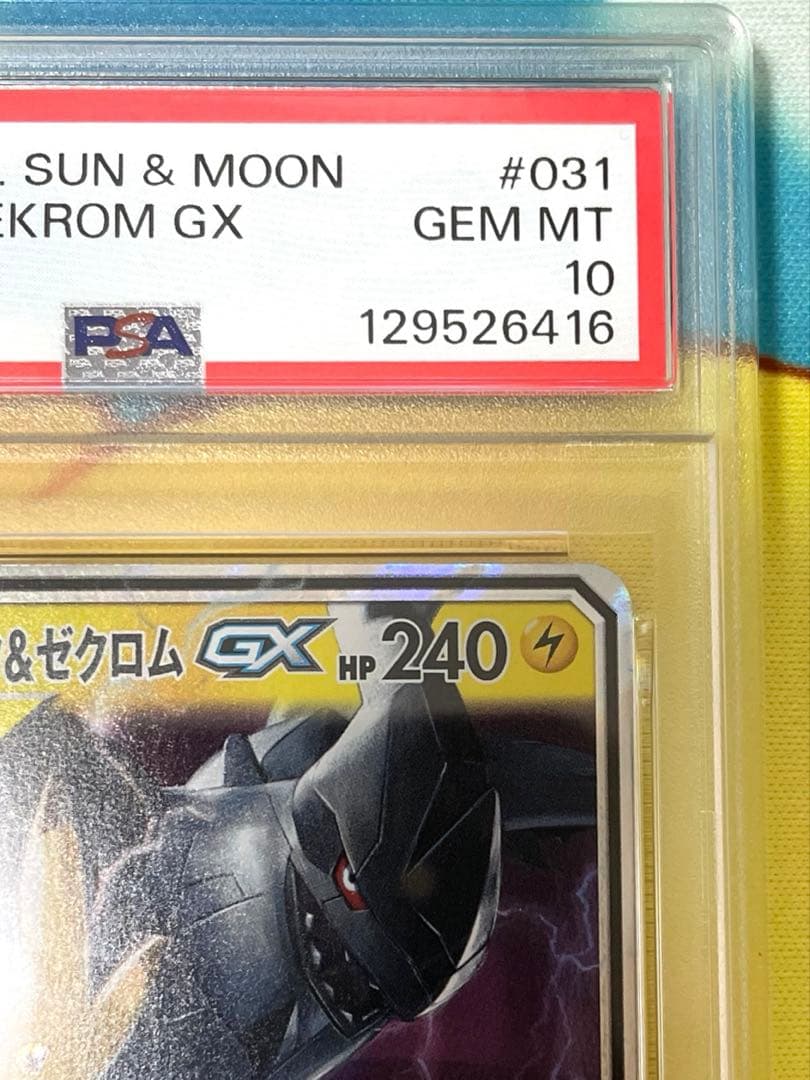 . SUN & MOON #031
EKROM GX GEM MT
10
PSA 129526416
&ゼクロム GX HP 240